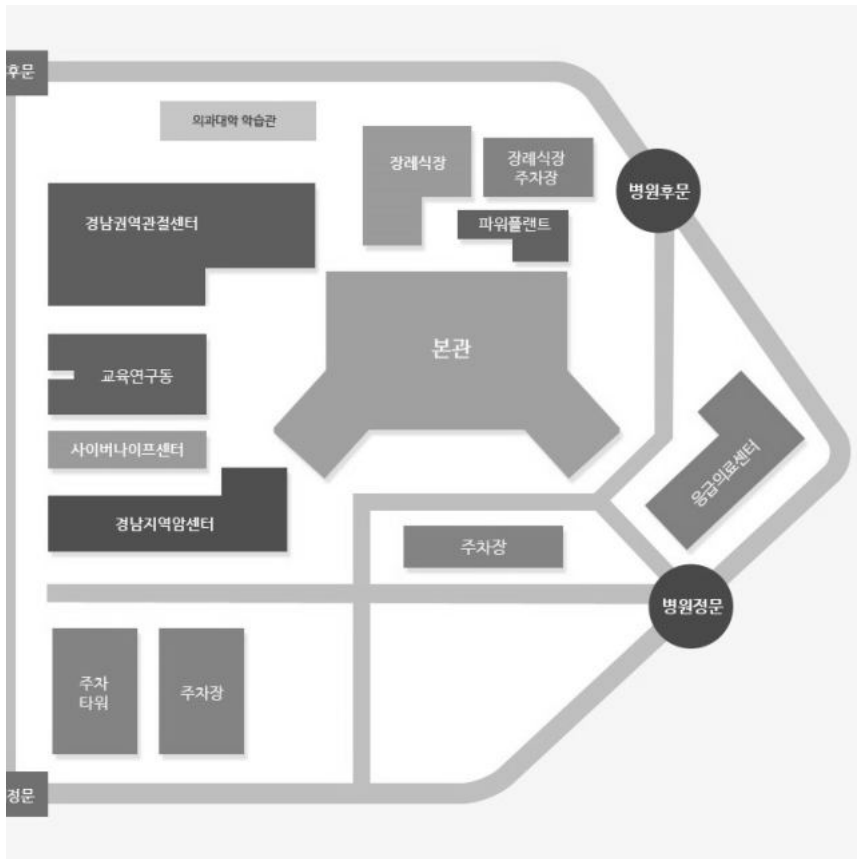 후문
의과대학 학습관
장례식장
장례식장
주차장
병원후문
경남권역관절센터
파워플랜트
본관
교육연구동
사이버나이프센터
응급의료센터
경남지역암센터
주차장
병원정문
주차
타워
주차장
정문